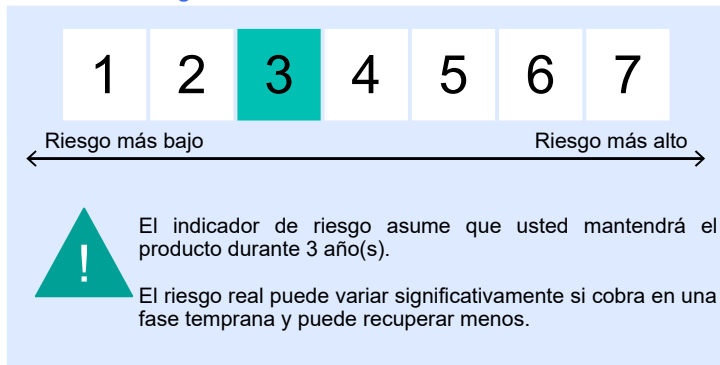 1 2 3 4 5 6 7
Riesgo más bajo Riesgo más alto
El indicador de riesgo asume que usted mantendrá el
producto durante 3 año(s).
!
El riesgo real puede variar significativamente si cobra en una
fase temprana y puede recuperar menos.